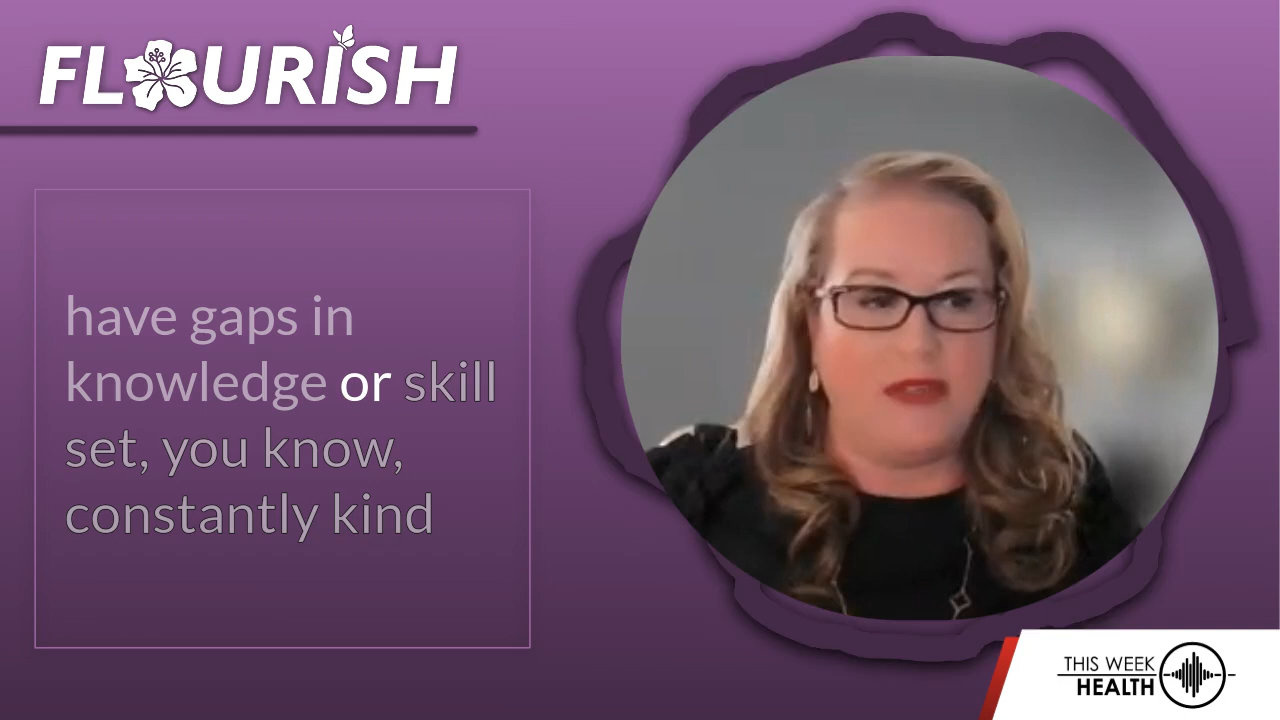 FLOURISH
have gaps in
knowledge or skill
set, you know,
constantly kind
THIS WEEK
HEALTH